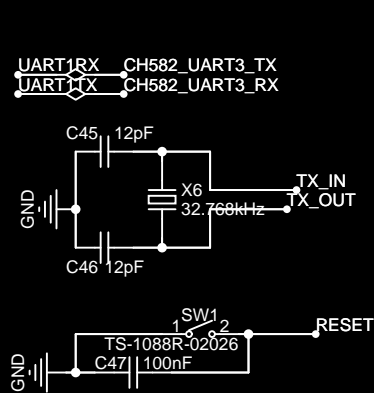 UART1RX CH582_UART3_TX
UART1TX CH582_UART3_RX
C45 12pF
GND
X6
32.768kHz
TX_IN
TX_OUT
C46 12pF
SW1
1 2
TS-1088R-02026
RESET
C47 100nF
GND